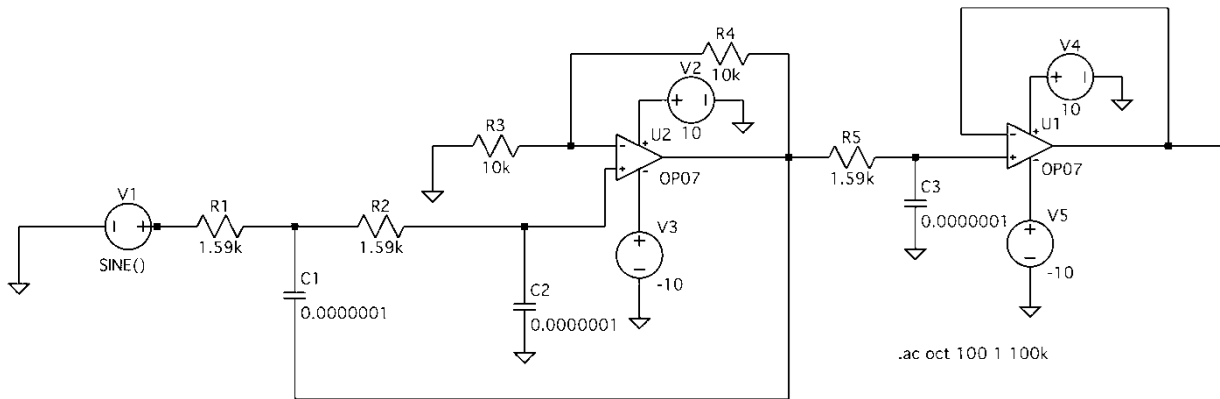 R4
10k
V2
10
V4
10
R3
10k
U2
OP07
R5
1.59k
U1
OP07
V1
SINE()
R1
1.59k
R2
1.59k
C1
0.0000001
C2
0.0000001
V3
-10
C3
0.0000001
V5
-10
.ac oct 100 1 100k